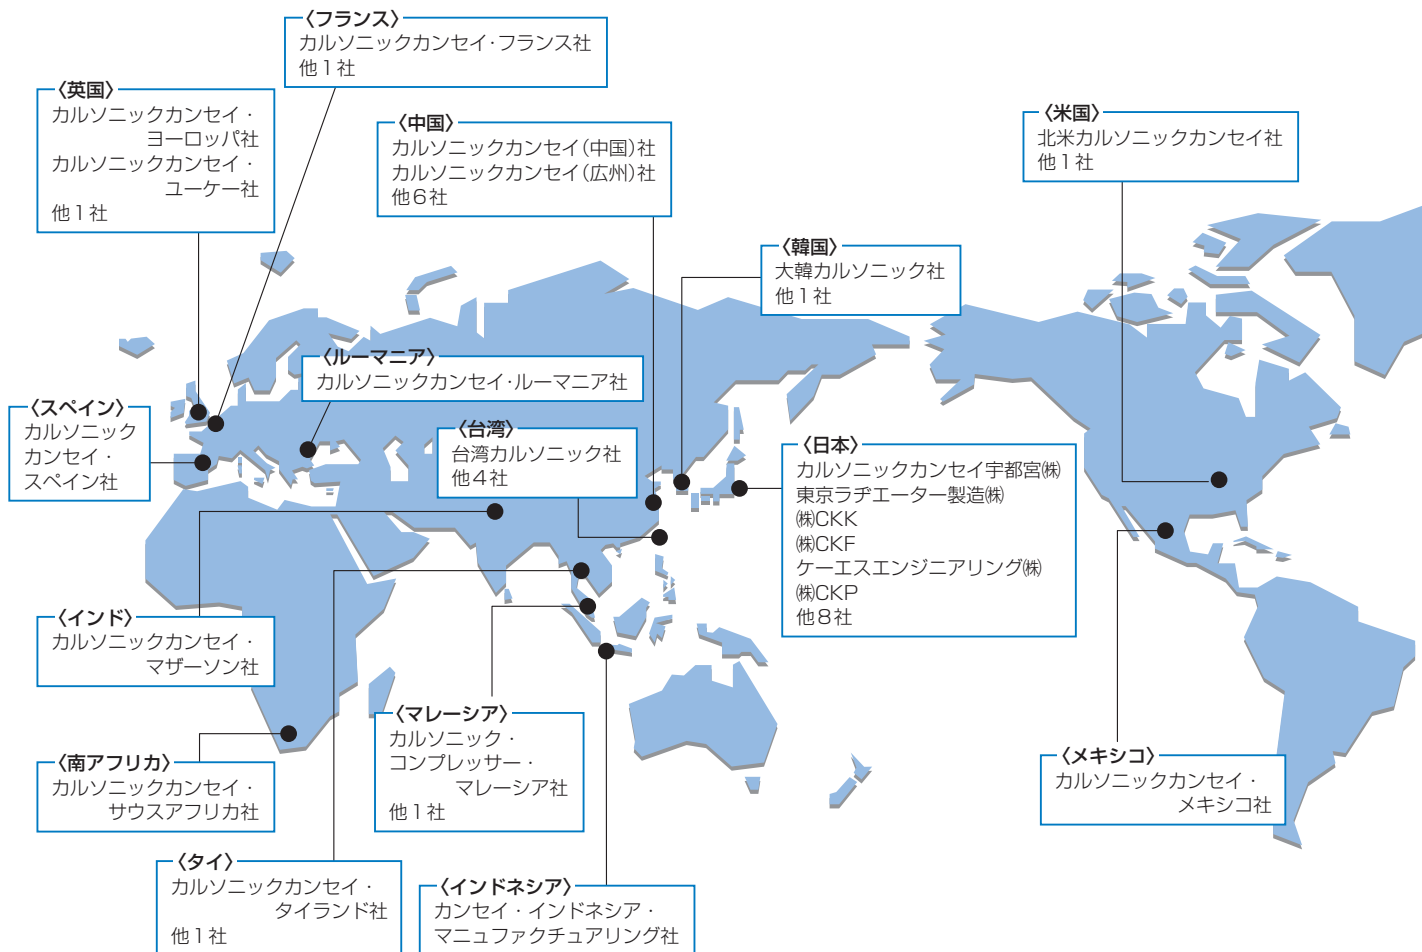 〈フランス〉
カルソニックカンセイ・フランス社
他1社
〈英国〉
カルソニックカンセイ・
ヨーロッパ社
カルソニックカンセイ・
ユーケー社
他1社
〈中国〉
カルソニックカンセイ(中国)社
カルソニックカンセイ(広州)社
他6社
〈米国〉
北米カルソニックカンセイ社
他1社
〈韓国〉
大韓カルソニック社
他1社
〈ルーマニア〉
カルソニックカンセイ・ルーマニア社
〈スペイン〉
カルソニック
カンセイ・
スペイン社
〈台湾〉
台湾カルソニック社
他4社
〈日本〉
カルソニックカンセイ宇都宮㈱
東京ラヂエーター製造㈱
㈱CKK
㈱CKF
ケーエスエンジニアリング㈱
㈱CKP
他8社
〈インド〉
カルソニックカンセイ・
マザーソン社
〈マレーシア〉
カルソニック・
コンプレッサー・
マレーシア社
他1社
〈南アフリカ〉
カルソニックカンセイ・
サウスアフリカ社
〈メキシコ〉
カルソニックカンセイ・
メキシコ社
〈タイ〉
カルソニックカンセイ・
タイランド社
他1社
〈インドネシア〉
カンセイ・インドネシア・
マニュファクチュアリング社